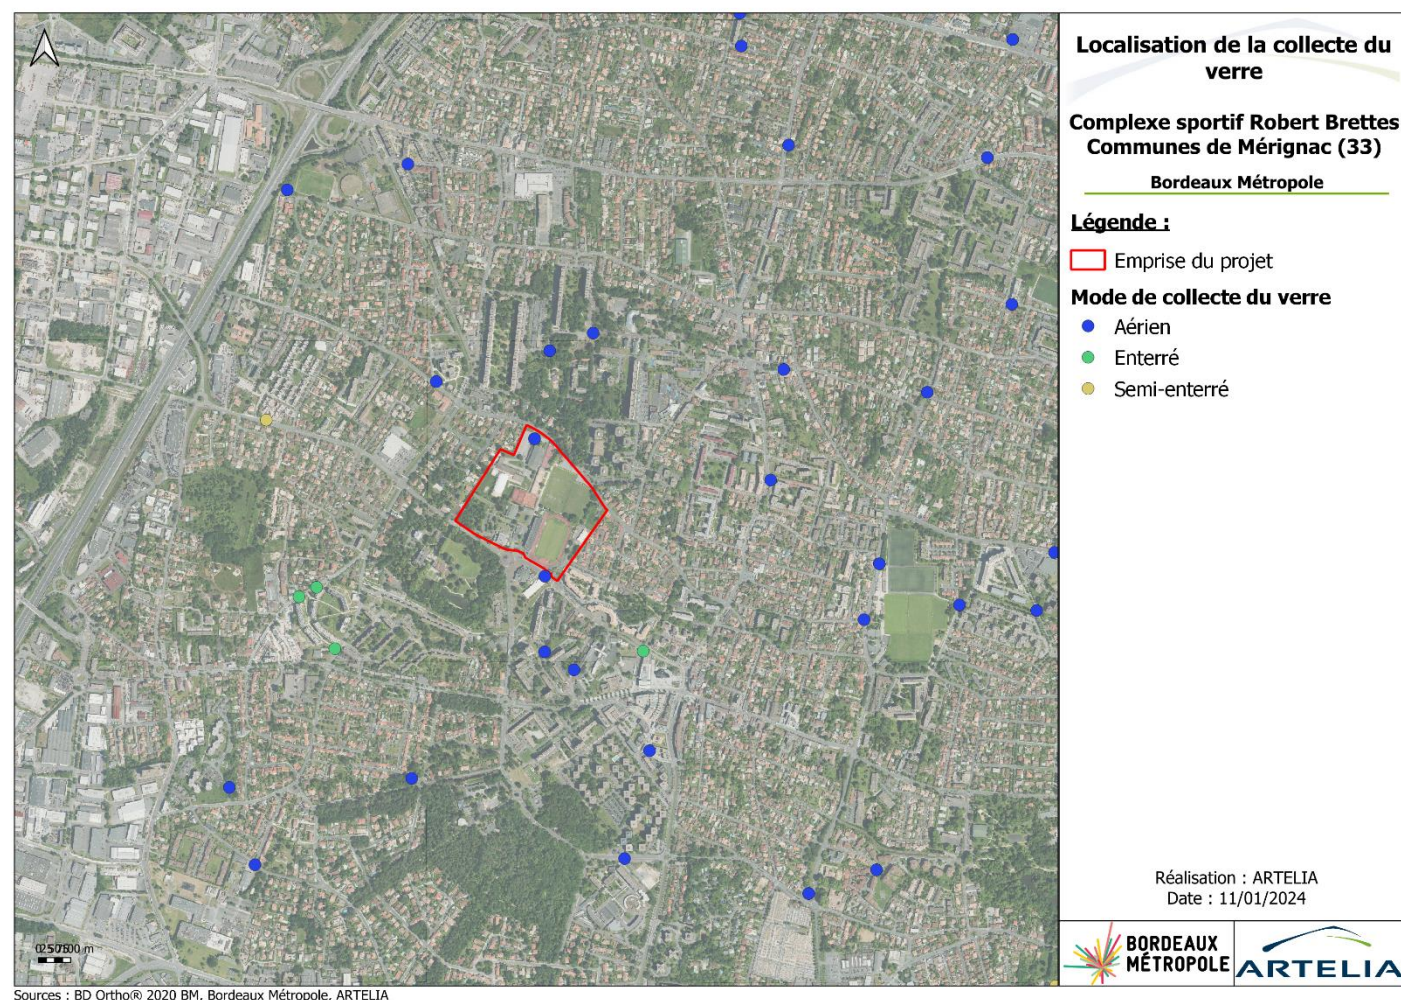 Localisation de la collecte du
verre
Complexe sportif Robert Brettes
Communes de Mérignac (33)
Bordeaux Métropole
Légende :
Emprise du projet
Mode de collecte du verre
Aérien
Enterré
Semi-enterré
Réalisation : ARTELIA
Date : 11/01/2024
BORDEAUX
MÉTROPOLE
ARTELIA
Sources : BD Ortho® 2020 BM, Bordeaux Métropole, ARTELIA